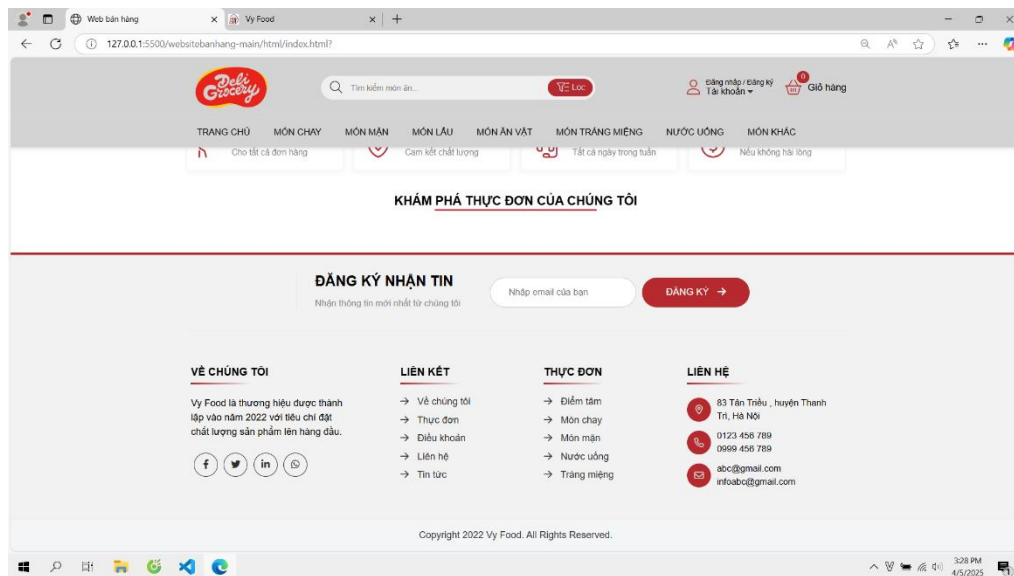 Web bán hàng
Vy Food
127.0.0.1:5500/websitebanhang-main/html/index.html?
Deli Grocery
Tìm kiếm món ăn...
Lọc
Đăng nhập / Đăng ký
Tài khoản
0
Giỏ hàng
TRANG CHỦ MÓN CHAY MÓN MẶN MÓN LẨU MÓN ĂN VẶT MÓN TRÁNG MIỆNG NƯỚC UỐNG MÓN KHÁC
Cho tất cả đơn hàng Cam kết chất lượng Tất cả ngày trong tuần Nếu không hài lòng
KHÁM PHÁ THỰC ĐƠN CỦA CHÚNG TÔI
ĐĂNG KÝ NHẬN TIN
Nhận thông tin mới nhất từ chúng tôi
Nhập email của bạn
ĐĂNG KÝ →
VỀ CHÚNG TÔI
Vy Food là thương hiệu được thành
lập vào năm 2022 với tiêu chí đặt
chất lượng sản phẩm lên hàng đầu.
LIÊN KẾT
→ Về chúng tôi
→ Thực đơn
→ Điều khoản
→ Liên hệ
→ Tin tức
THỰC ĐƠN
→ Điểm tâm
→ Món chay
→ Món mặn
→ Nước uống
→ Tráng miệng
LIÊN HỆ
83 Tân Triều , huyện Thanh
Trì, Hà Nội
0123 456 789
0999 456 789
abc@gmail.com
infoabc@gmail.com
Copyright 2022 Vy Food. All Rights Reserved.
3:28 PM
4/5/2025